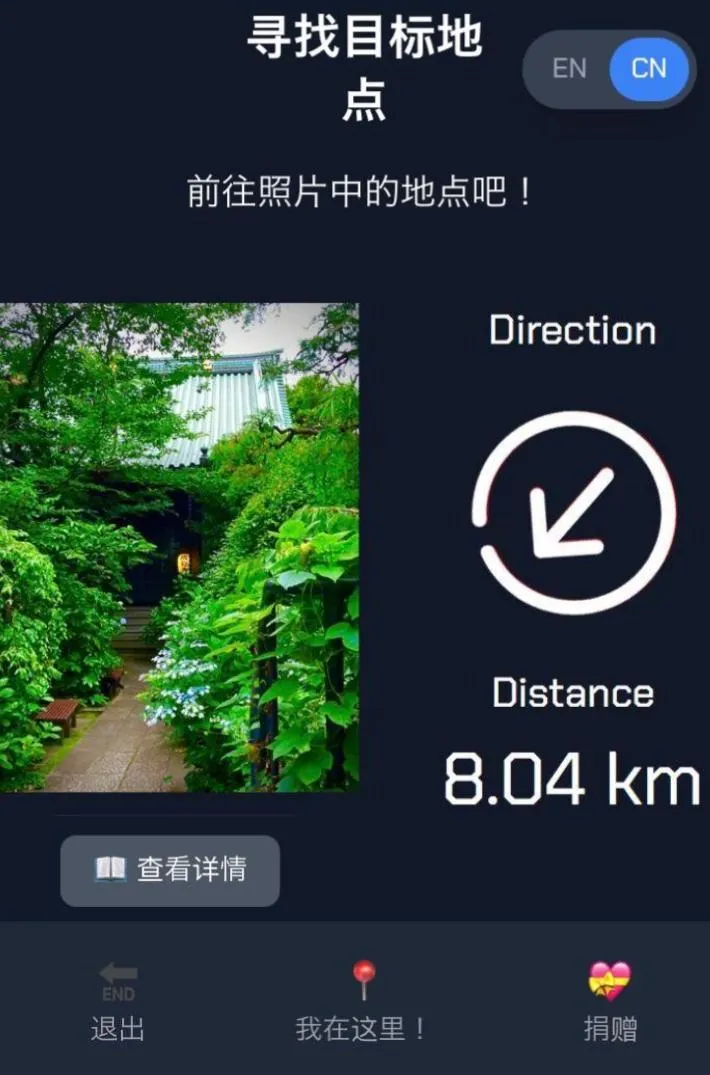 寻找目标地
点
EN
CN
前往照片中的地点吧！
Direction
Distance
8.04 km
查看详情
END
退出
我在这里！
捐赠